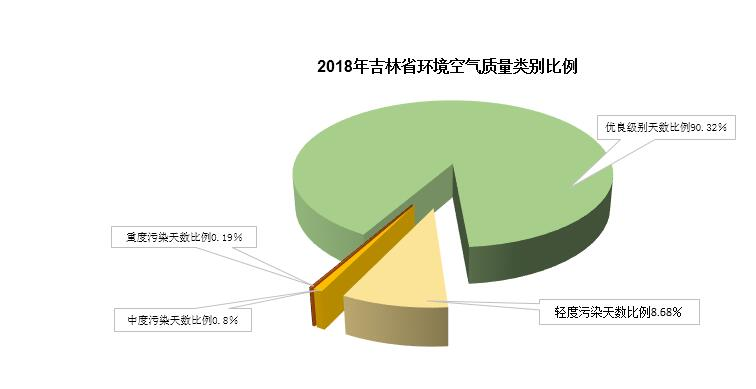 2018年吉林省环境空气质量类别比例
优良级别天数比例90.32%
重度污染天数比例0.19%
中度污染天数比例0.8%
轻度污染天数比例8.68%